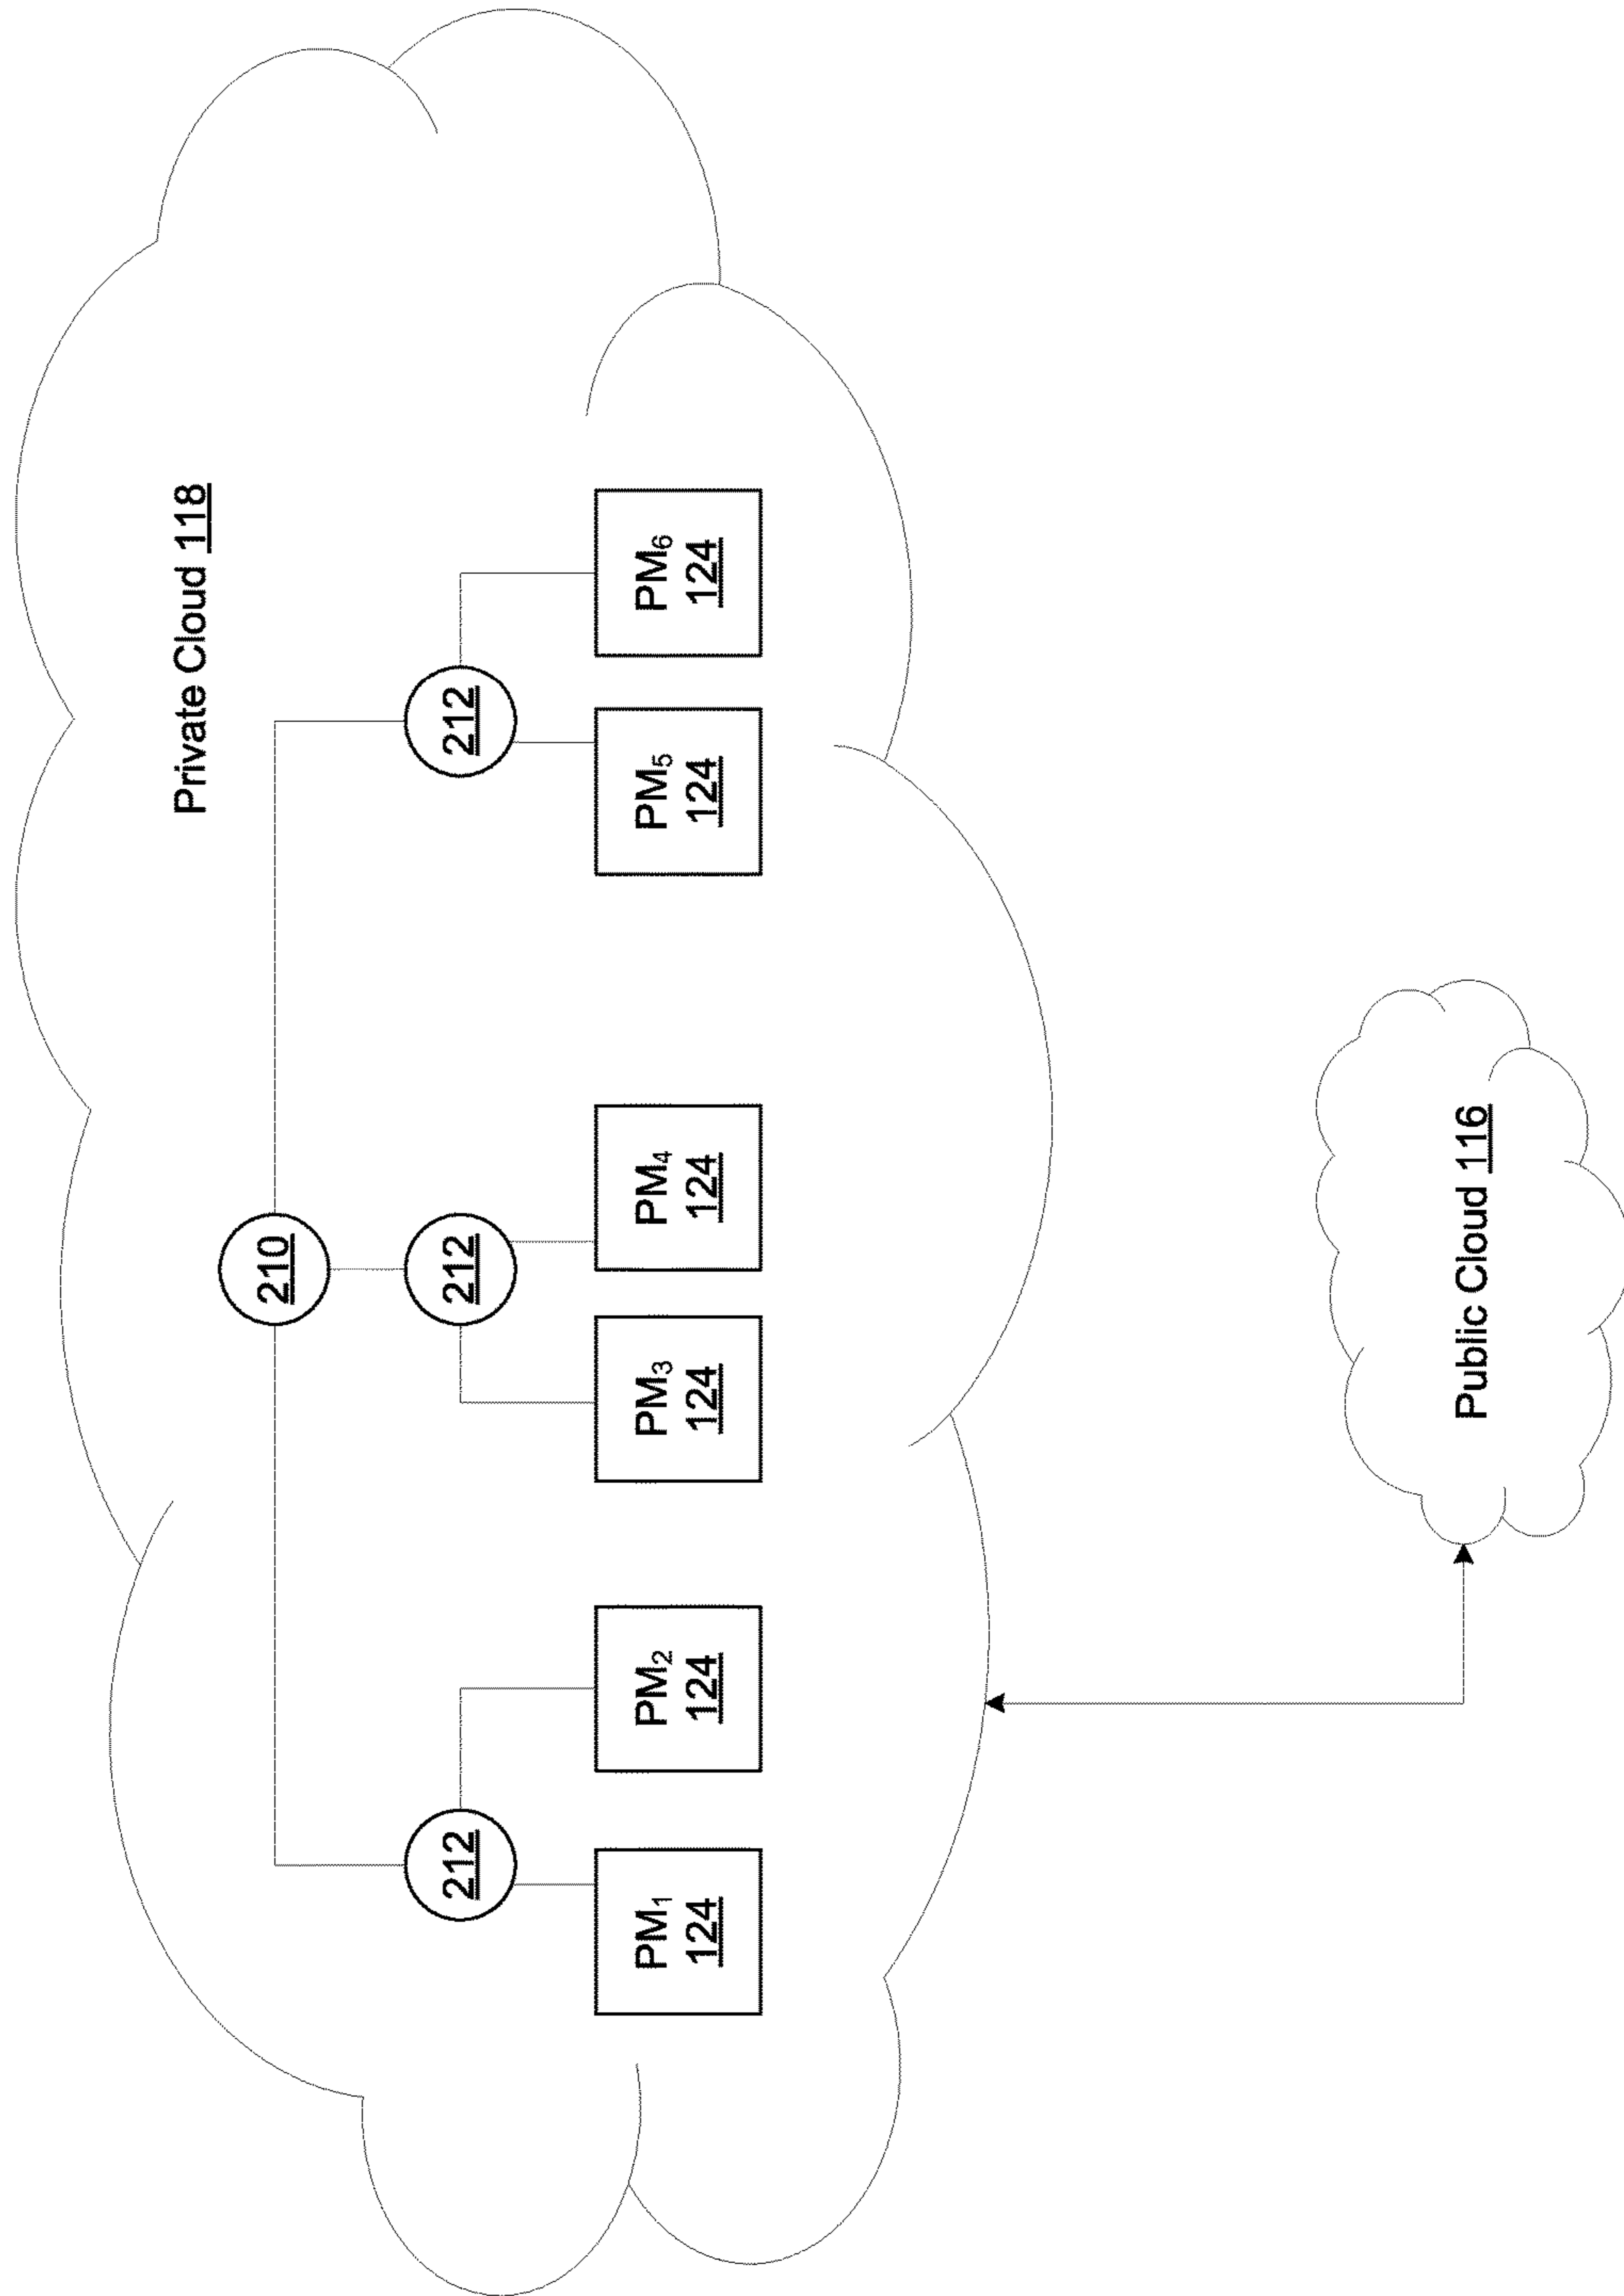 Private Cloud 118
210
212
212
212
PM₁
124
PM₂
124
PM₃
124
PM₄
124
PM₅
124
PM₆
124
Public Cloud 116